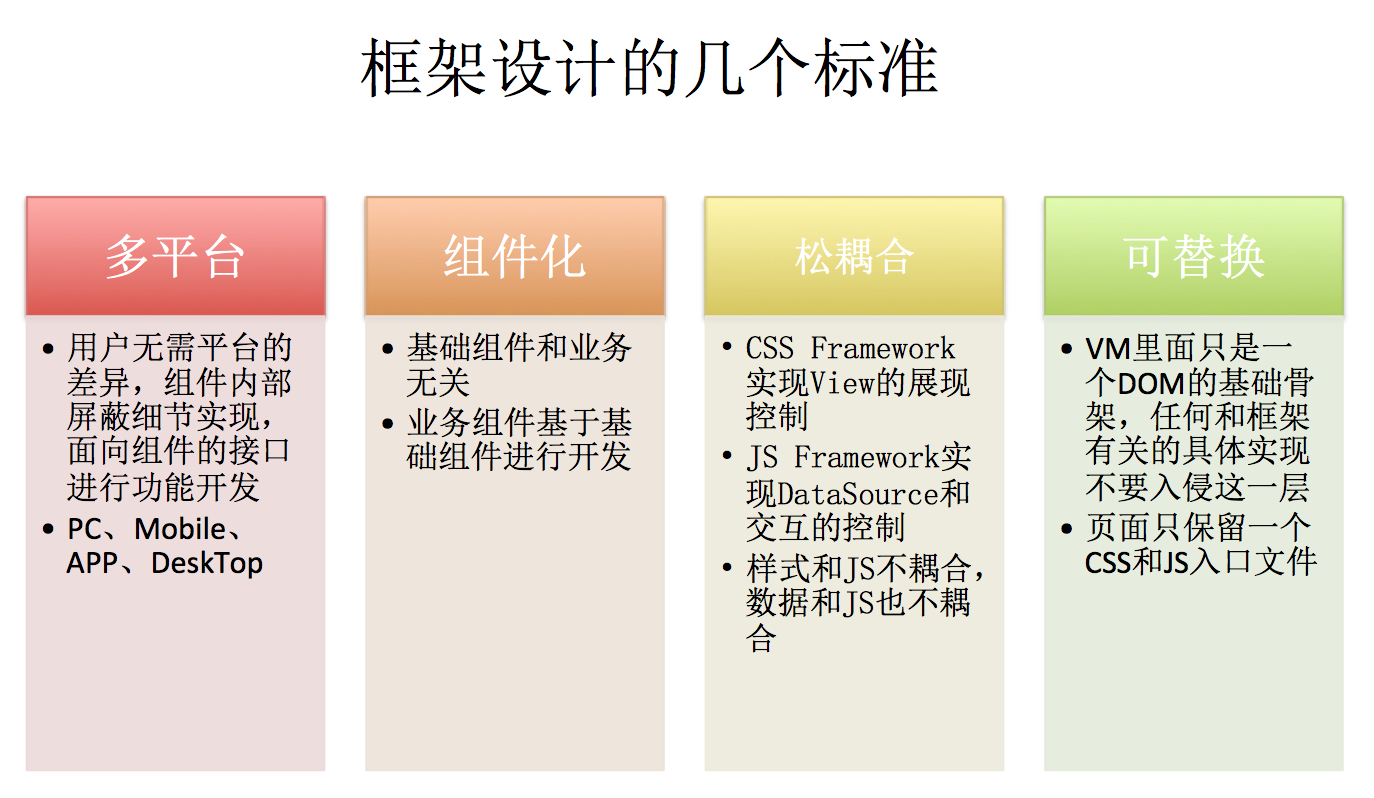 框架设计的几个标准
多平台
• 用户无需平台的
差异，组件内部
屏蔽细节实现，
面向组件的接口
进行功能开发
• PC、Mobile、
APP、DeskTop
组件化
• 基础组件和业务
无关
• 业务组件基于基
础组件进行开发
松耦合
• CSS Framework
实现View的展现
控制
• JS Framework实
现DataSource和
交互的控制
• 样式和JS不耦合，
数据和JS也不耦
合
可替换
• VM里面只是一
个DOM的基础骨
架，任何和框架
有关的具体实现
不要入侵这一层
• 页面只保留一个
CSS和JS入口文件